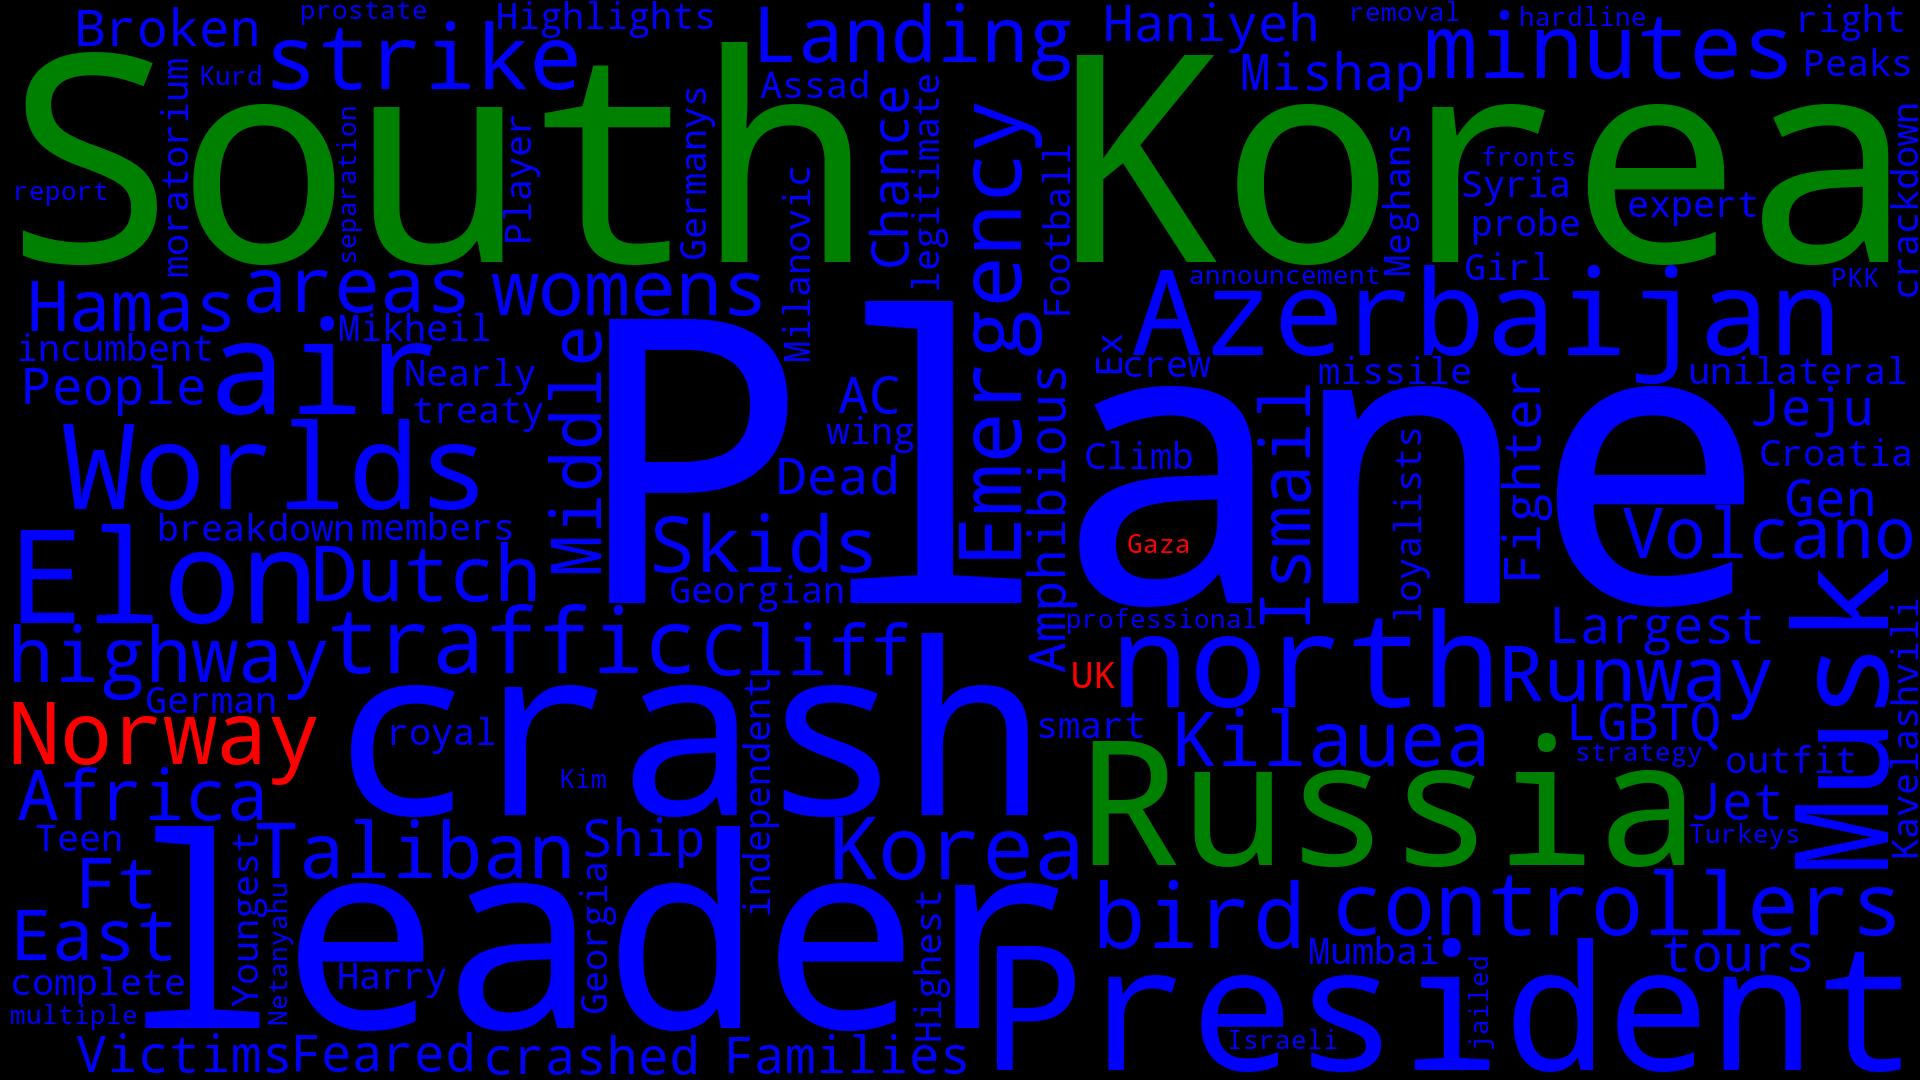 prostate
Highlights
Broken
strike
Landing
Haniyeh
removal
hardline
right
minutes
Kurd
Assad
Mishap
Peaks
South
Korea
moratorium
separation
Player
Germanys
Chance
legitimate
Emergency
Football
Meghans
fronts
Syria
probe
expert
crackdown
report
Milanovic
announcement
Girl
PKK
Hamas
areas
womens
Azerbaijan
Mikheil
incumbent
air
Nearly
People
treaty
Middle
Plane
AC
wing
Ex
crew
missile
unilateral
Jeju
Worlds
Dead
Amphibious
Climb
Ismail
loyalists
Fighter
Croatia
Gen
Volcano
breakdown
members
Skids
Gaza
Elon
Dutch
Georgian
professional
Largest
Musk
Kavelashvili
highway
traffic
Cliff
UK
north
Runway
German
Norway
crash
royal
independent
smart
Kilauea
LGBTQ
strategy
outfit
Kim
Russia
Africa
Jet
Turkeys
Teen
Taliban
Ship
Korea
Ft
Youngest
leader
Georgia
bird
controllers
East
Netanyahu
Harry
Highest
President
Mumbai
tours
complete
multiple
jailed
Israeli
Victims
Feared
crashed
Families